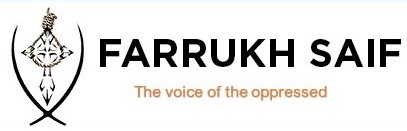 FARRUKH SAIF
The voice of the oppressed